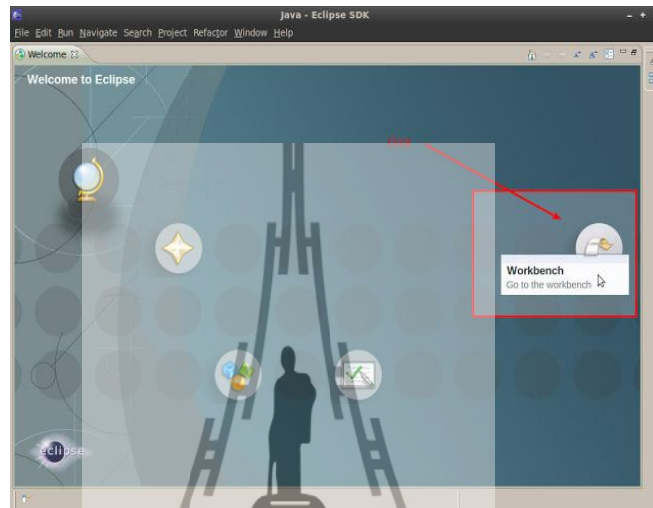 Java - Eclipse SDK
File Edit Run Navigate Search Project Refactor Window Help
Welcome
Welcome to Eclipse
Workbench
Go to the workbench
eclipse